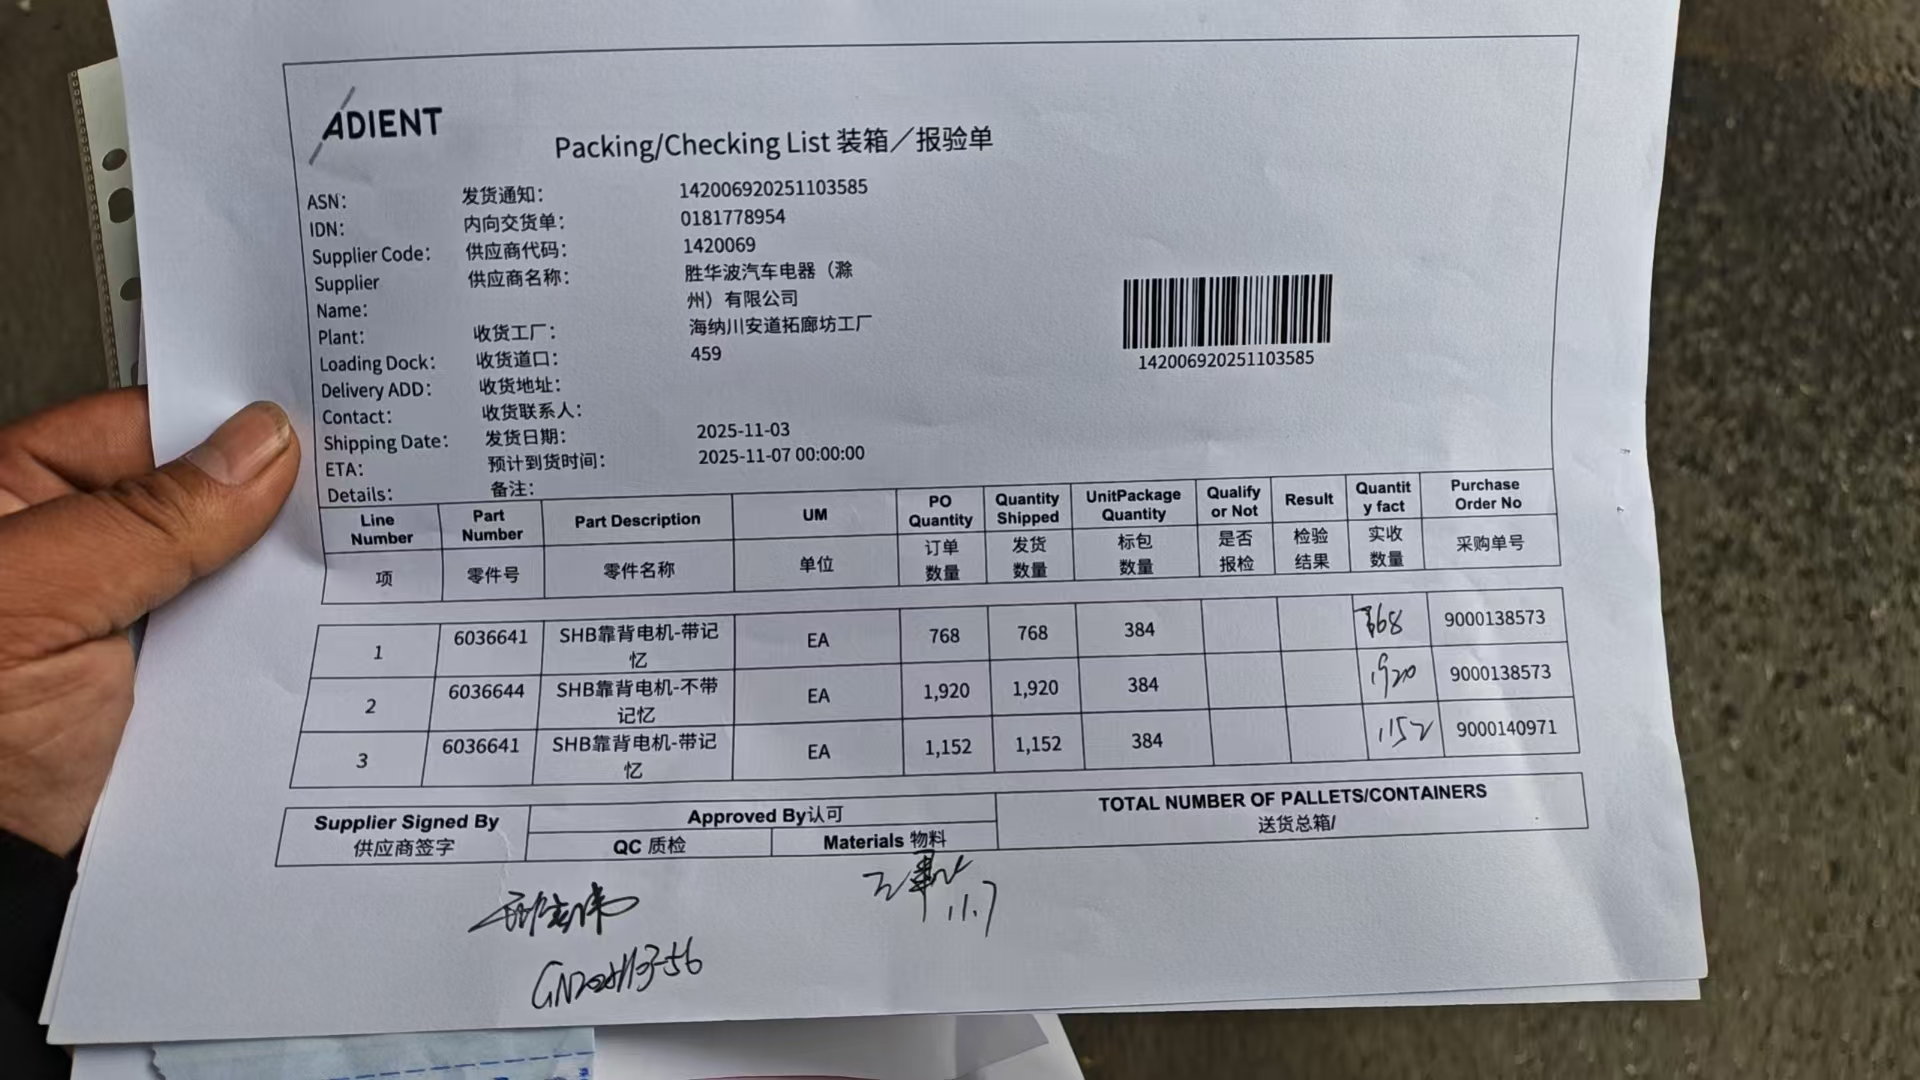 ADIENT
Packing/Checking List 装箱／报验单
ASN: 发货通知: 142006920251103585
IDN: 内向交货单: 0181778954
Supplier Code: 供应商代码: 1420069
Supplier Name: 供应商名称: 胜华波汽车电器（滁
州）有限公司
Plant: 收货工厂: 海纳川安道拓廊坊工厂
Loading Dock: 收货道口: 459
Delivery ADD: 收货地址:
Contact: 收货联系人:
Shipping Date: 发货日期: 2025-11-03
ETA: 预计到货时间: 2025-11-07 00:00:00
Details: 备注:
142006920251103585
Line Number Part Number Part Description UM PO Quantity Quantity Shipped UnitPackage Quantity Qualify or Not Result Quantit y fact Purchase Order No
项 零件号 零件名称 单位 订单数量 发货数量 标包数量 是否报检 检验结果 实收数量 采购单号
1 6036641 SHB靠背电机-带记忆 EA 768 768 384 768 9000138573
2 6036644 SHB靠背电机-不带记忆 EA 1,920 1,920 384 1920 9000138573
3 6036641 SHB靠背电机-带记忆 EA 1,152 1,152 384 1152 9000140971
Supplier Signed By Approved By认可 TOTAL NUMBER OF PALLETS/CONTAINERS
供应商签字 QC 质检 Materials 物料 送货总箱/
11.7